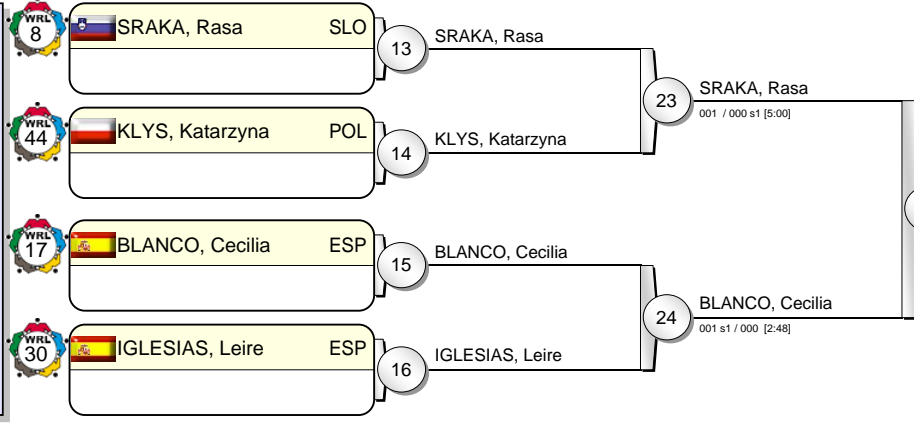 WRL
8
SRAKA, Rasa SLO
13
SRAKA, Rasa
WRL
44
KLYS, Katarzyna POL
14
KLYS, Katarzyna
23
SRAKA, Rasa
001 / 000 s1 [5:00]
WRL
17
BLANCO, Cecilia ESP
15
BLANCO, Cecilia
WRL
30
IGLESIAS, Leire ESP
16
IGLESIAS, Leire
24
BLANCO, Cecilia
001 s1 / 000 [2:48]